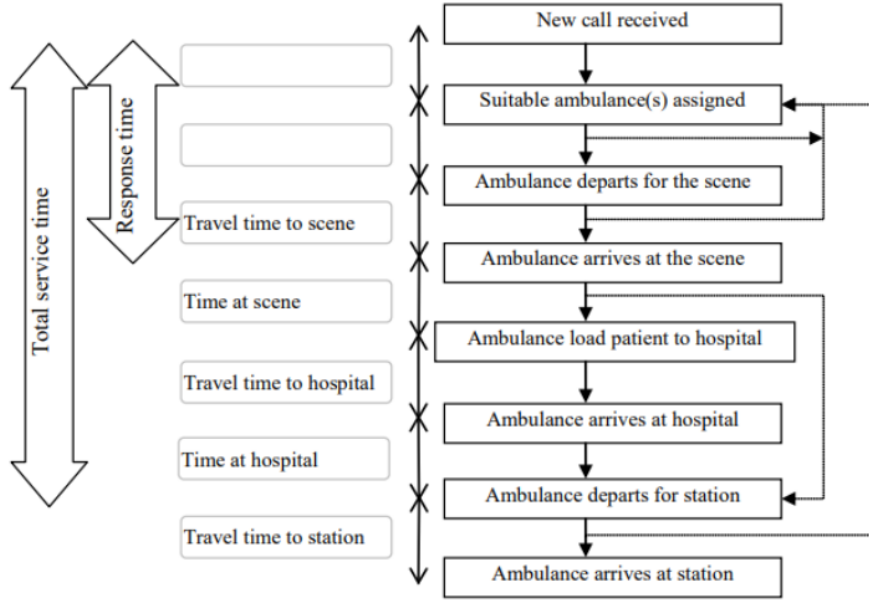 New call received
Suitable ambulance(s) assigned
Ambulance departs for the scene
Travel time to scene
Ambulance arrives at the scene
Time at scene
Ambulance load patient to hospital
Travel time to hospital
Ambulance arrives at hospital
Time at hospital
Ambulance departs for station
Travel time to station
Ambulance arrives at station
Response time
Total service time